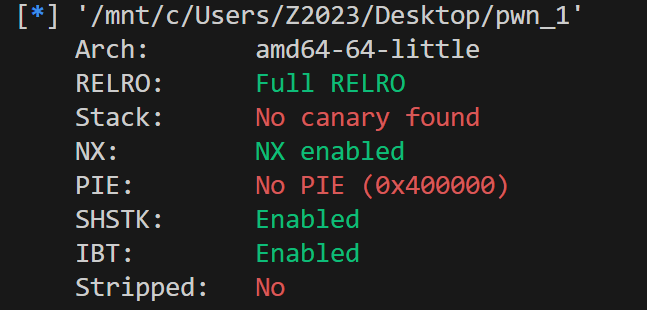 [*] '/mnt/c/Users/Z2023/Desktop/pwn_1'
Arch: amd64-64-little
RELRO: Full RELRO
Stack: No canary found
NX: NX enabled
PIE: No PIE (0x400000)
SHSTK: Enabled
IBT: Enabled
Stripped: No